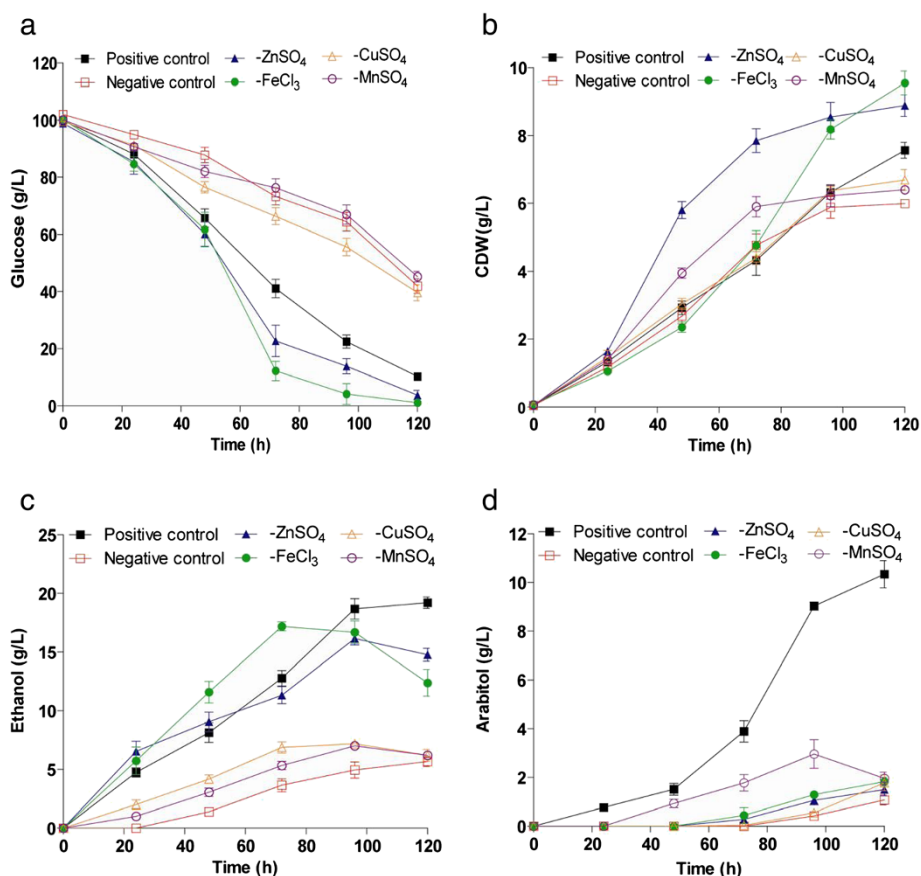 a
Positive control -ZnSO4 -CuSO4
Negative control -FeCl3 -MnSO4
120
100
80
60
40
20
0
Glucose (g/L)
0 20 40 60 80 100 120
Time (h)
b
Positive control -ZnSO4 -CuSO4
Negative control -FeCl3 -MnSO4
10
8
6
4
2
0
CDW(g/L)
0 20 40 60 80 100 120
Time (h)
c
Positive control -ZnSO4 -CuSO4
Negative control -FeCl3 -MnSO4
25
20
15
10
5
0
Ethanol (g/L)
0 20 40 60 80 100 120
Time (h)
d
Positive control -ZnSO4 -CuSO4
Negative control -FeCl3 -MnSO4
12
10
8
6
4
2
0
Arabitol (g/L)
0 20 40 60 80 100 120
Time (h)